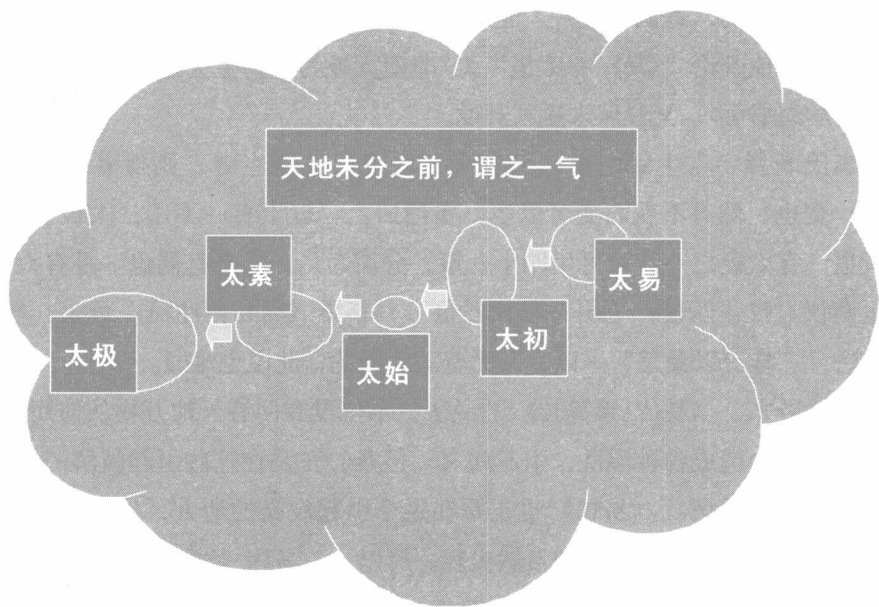 天地未分之前，谓之一气
太易
太初
太始
太素
太极